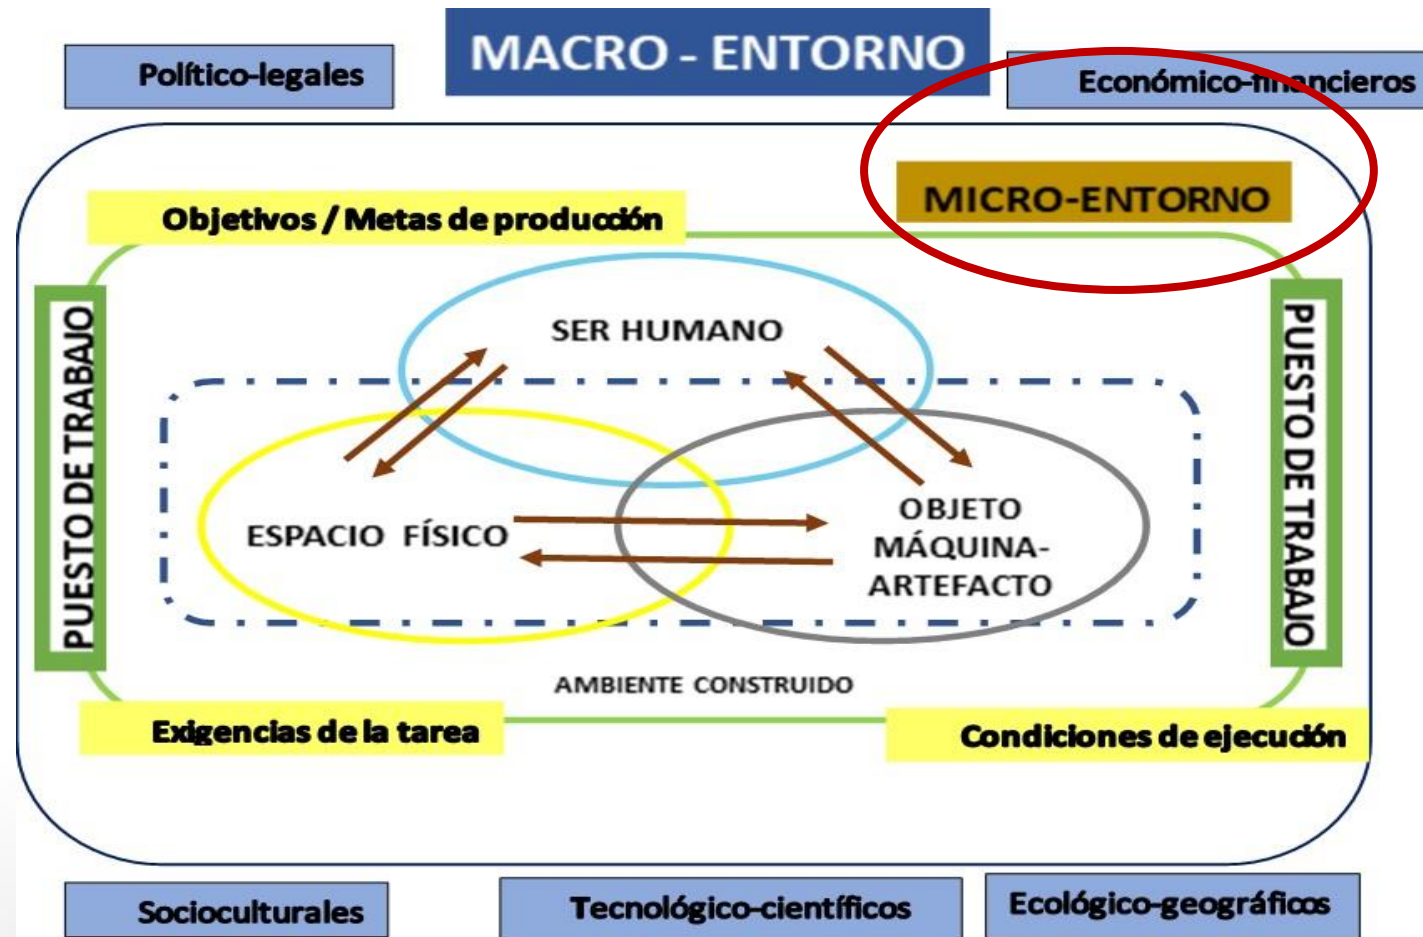 MACRO - ENTORNO
Político-legales
Económico-financieros
MICRO-ENTORNO
Objetivos / Metas de producción
PUESTO DE TRABAJO
SER HUMANO
PUESTO DE TRABAJO
ESPACIO FÍSICO
OBJETO
MÁQUINA-
ARTEFACTO
AMBIENTE CONSTRUIDO
Exigencias de la tarea
Condiciones de ejecución
Socioculturales
Tecnológico-científicos
Ecológico-geográficos